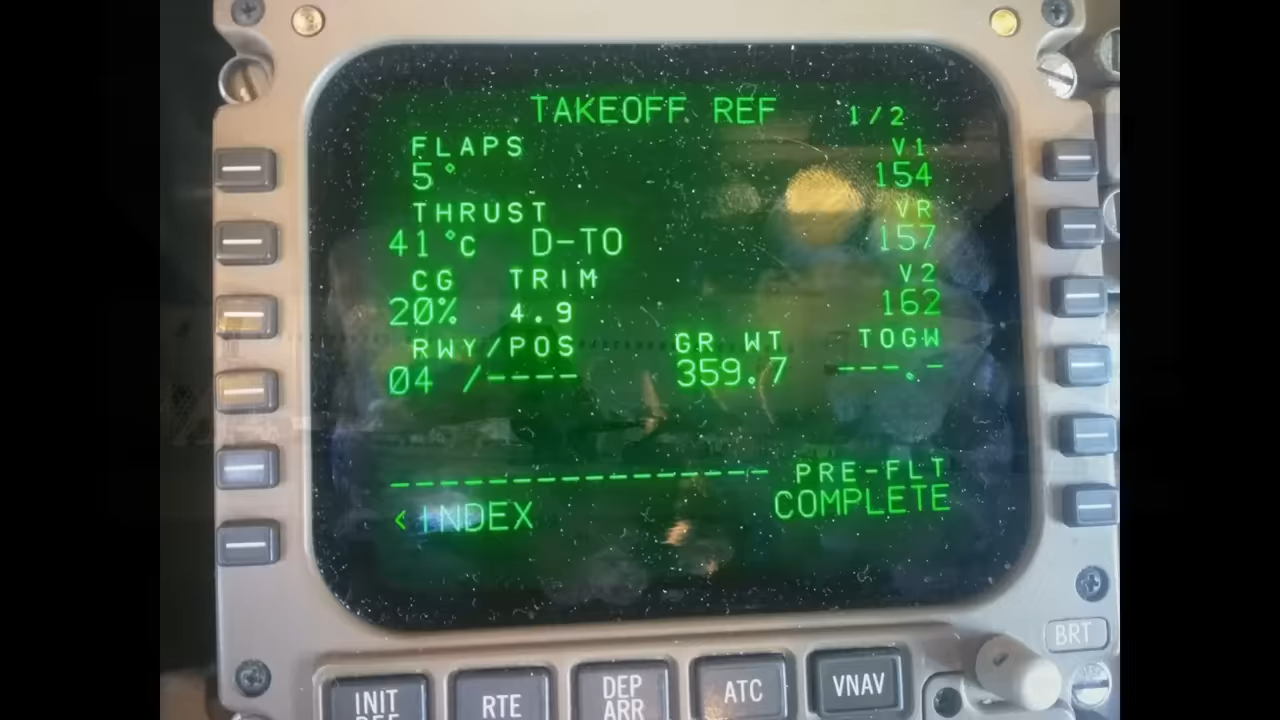 TAKEOFF REF 1/2
FLAPS V1
5° 154
THRUST VR
41°C D-TO 157
CG TRIM V2
20% 4.9 162
RWY/POS GR WT TOGW
04 /---- 359.7 ---.-
---------------- PRE-FLT
<INDEX COMPLETE
BRT
INIT REF
RTE
DEP ARR
ATC
VNAV